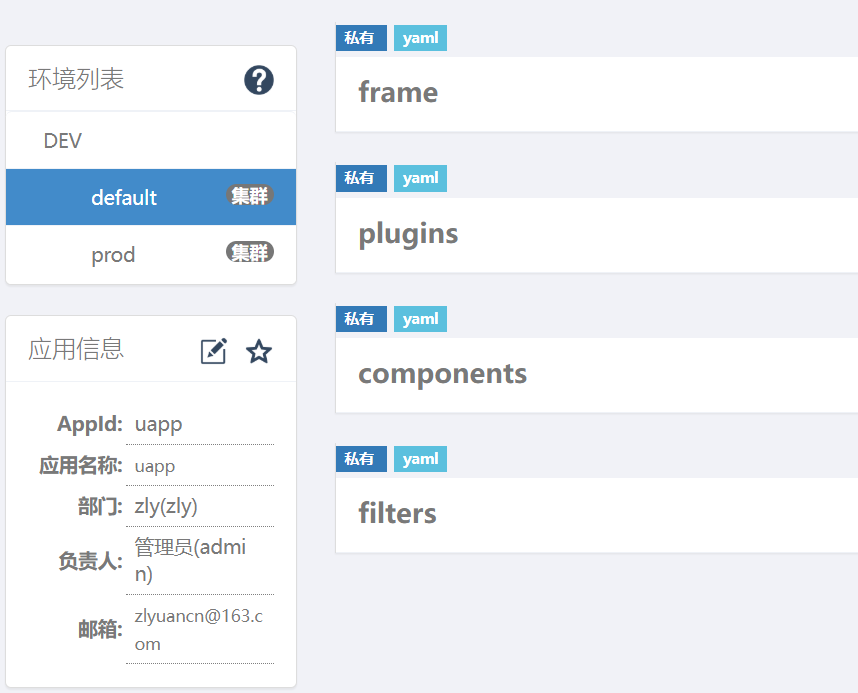 环境列表
DEV
default 集群
prod 集群
应用信息
AppId: uapp
应用名称: uapp
部门: zly(zly)
负责人: 管理员(admi
n)
邮箱: zlyuancn@163.c
om
私有 yaml
frame
私有 yaml
plugins
私有 yaml
components
私有 yaml
filters